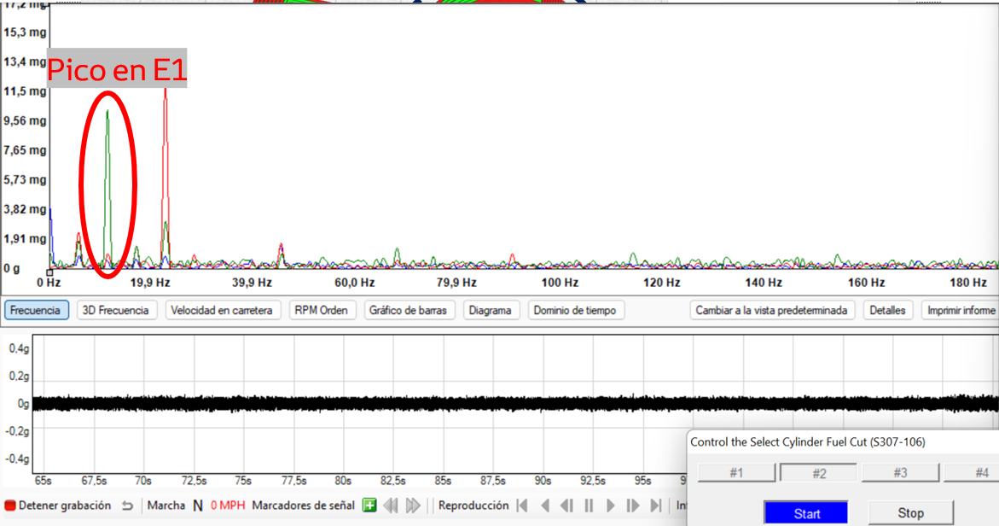 17,2 mg
15,3 mg
13,4 mg
Pico en E1
11,5 mg
9,56 mg
7,65 mg
5,73 mg
3,82 mg
1,91 mg
0 g
0 Hz 19,9 Hz 39,9 Hz 60,0 Hz 79,9 Hz 100 Hz 120 Hz 140 Hz 160 Hz 180 Hz
Frecuencia 3D Frecuencia Velocidad en carretera RPM Orden Gráfico de barras Diagrama Dominio de tiempo Cambiar a la vista predeterminada Detalles Imprimir informe
0,4g
0,2g
0g
-0,2g
-0,4g
65s 67,5s 70s 72,5s 75s 77,5s 80s 82,5s 85s 87,5s 90s 92,5s 95s 9
Control the Select Cylinder Fuel Cut (S307-106)
#1 #2 #3 #4
Start Stop
Detener grabación Marcha N 0 MPH Marcadores de señal Reproducción In